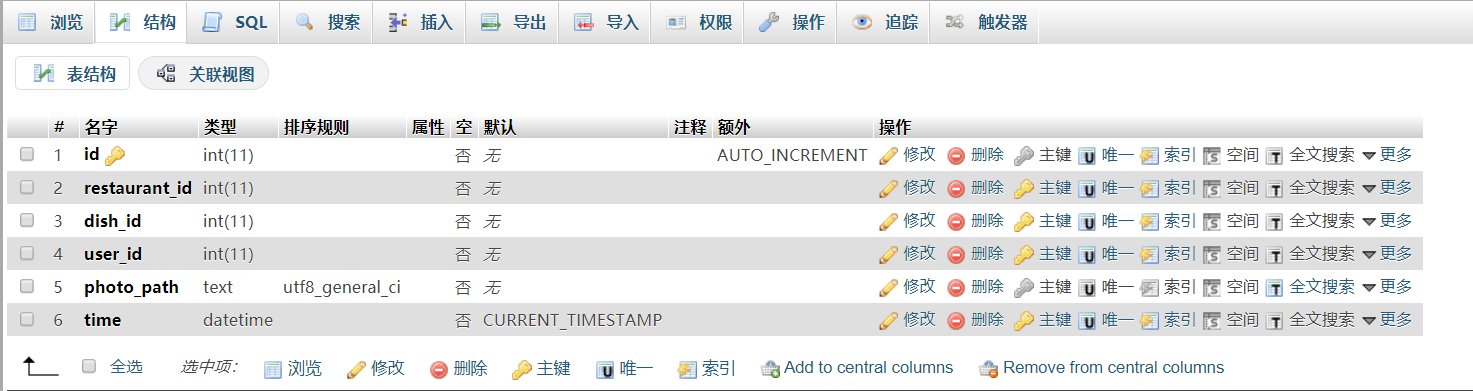 浏览 结构 SQL 搜索 插入 导出 导入 权限 操作 追踪 触发器
表结构 关联视图
# 名字 类型 排序规则 属性 空 默认 注释 额外 操作
1 id int(11) 否 无 AUTO_INCREMENT 修改 删除 主键 唯一 索引 空间 全文搜索 更多
2 restaurant_id int(11) 否 无 修改 删除 主键 唯一 索引 空间 全文搜索 更多
3 dish_id int(11) 否 无 修改 删除 主键 唯一 索引 空间 全文搜索 更多
4 user_id int(11) 否 无 修改 删除 主键 唯一 索引 空间 全文搜索 更多
5 photo_path text utf8_general_ci 否 无 修改 删除 主键 唯一 索引 空间 全文搜索 更多
6 time datetime 否 CURRENT_TIMESTAMP 修改 删除 主键 唯一 索引 空间 全文搜索 更多
全选 选中项: 浏览 修改 删除 主键 唯一 索引 Add to central columns Remove from central columns